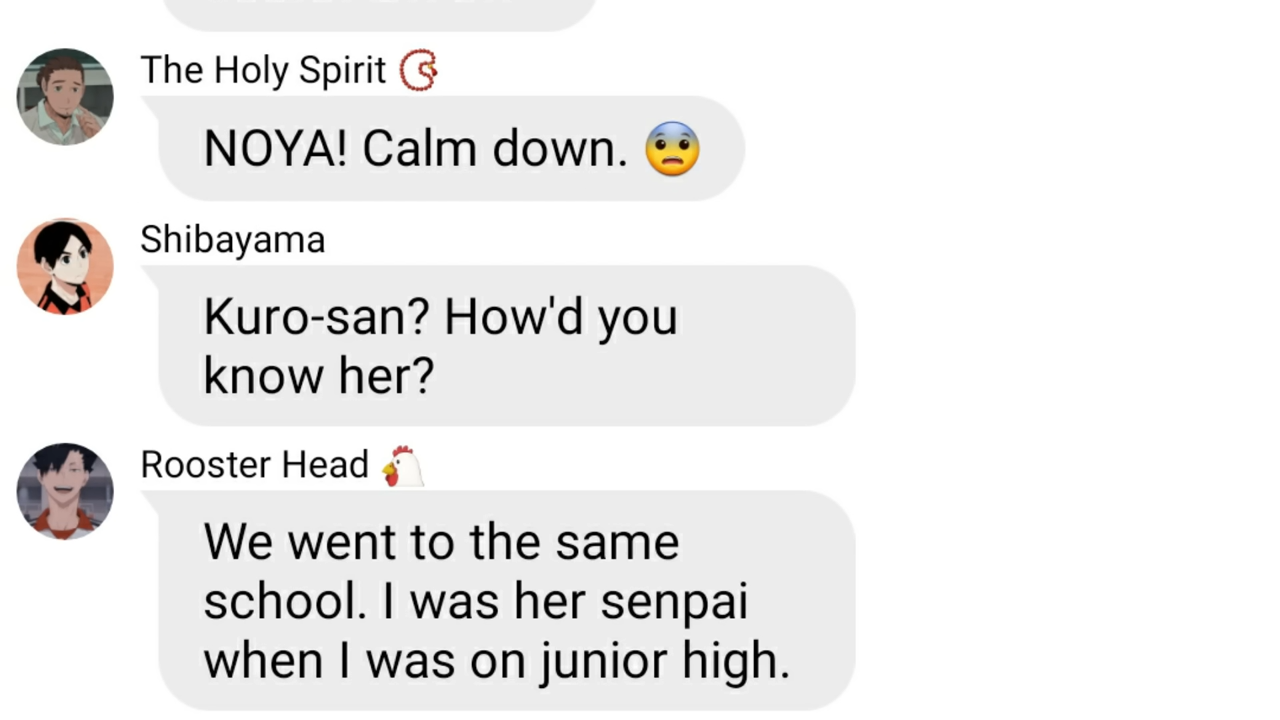 The Holy Spirit 📿
NOYA! Calm down. 😨
Shibayama
Kuro-san? How'd you
know her?
Rooster Head 🐔
We went to the same
school. I was her senpai
when I was on junior high.